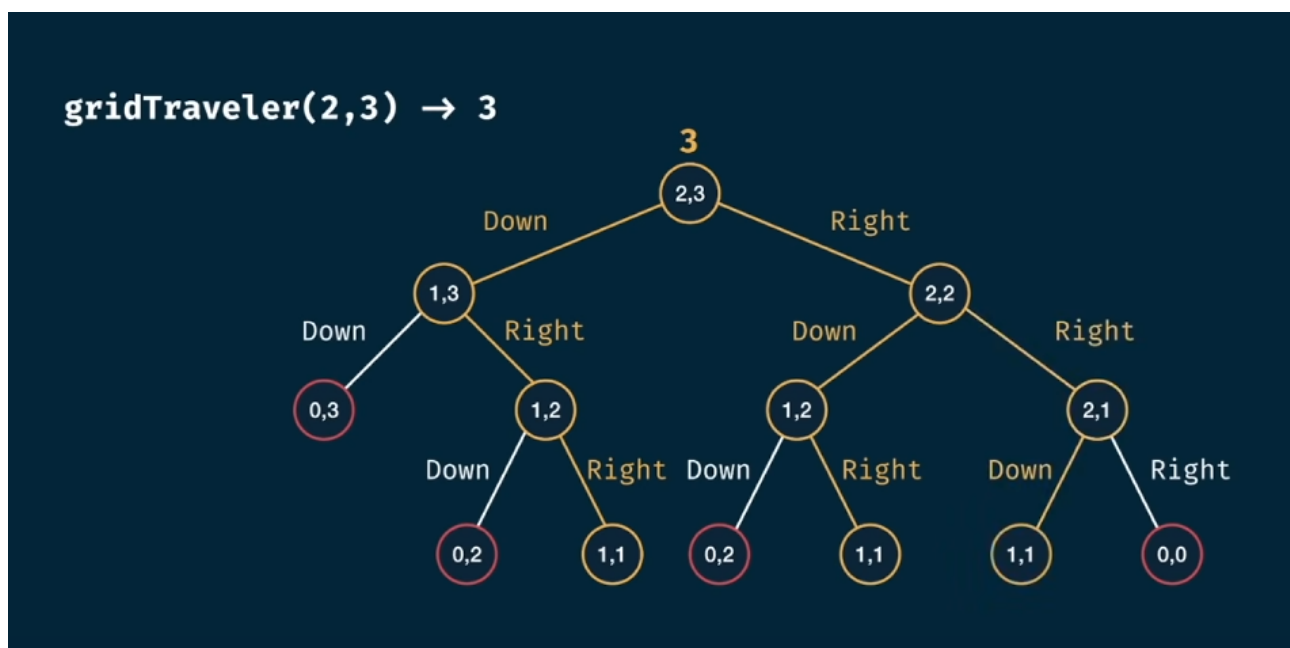 gridTraveler(2,3) → 3
3
2,3
Down Right
1,3 2,2
Down Right Down Right
0,3 1,2 1,2 2,1
Down Right Down Right Down Right
0,2 1,1 0,2 1,1 1,1 0,0